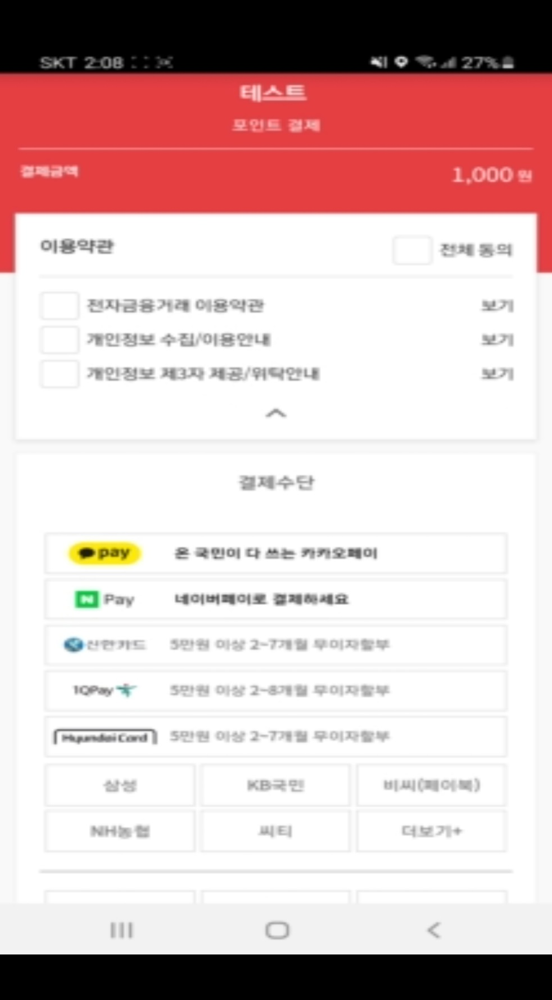 SKT 2:08 27%
테스트
포인트 결제
결제금액 1,000 원
이용약관 전체 동의
전자금융거래 이용약관 보기
개인정보 수집/이용안내 보기
개인정보 제3자 제공/위탁안내 보기
결제수단
pay 온 국민이 다 쓰는 카카오페이
N Pay 네이버페이로 결제하세요
신한카드 5만원 이상 2~7개월 무이자할부
1QPay 5만원 이상 2~8개월 무이자할부
Hyundai Card 5만원 이상 2~7개월 무이자할부
삼성 KB국민 비씨(페이북)
NH농협 씨티 더보기+